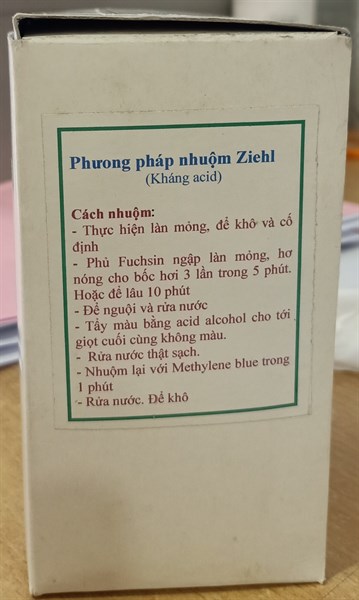 Phương pháp nhuộm Ziehl
(Kháng acid)
Cách nhuộm:
- Thực hiện làn mỏng, để khô và cố
định
- Phủ Fuchsin ngập làn mỏng, hơ
nóng cho bốc hơi 3 lần trong 5 phút.
Hoặc để lâu 10 phút
- Để nguội và rửa nước
- Tẩy màu bằng acid alcohol cho tới
giọt cuối cùng không màu.
- Rửa nước thật sạch.
- Nhuộm lại với Methylene blue trong
1 phút
- Rửa nước. Để khô